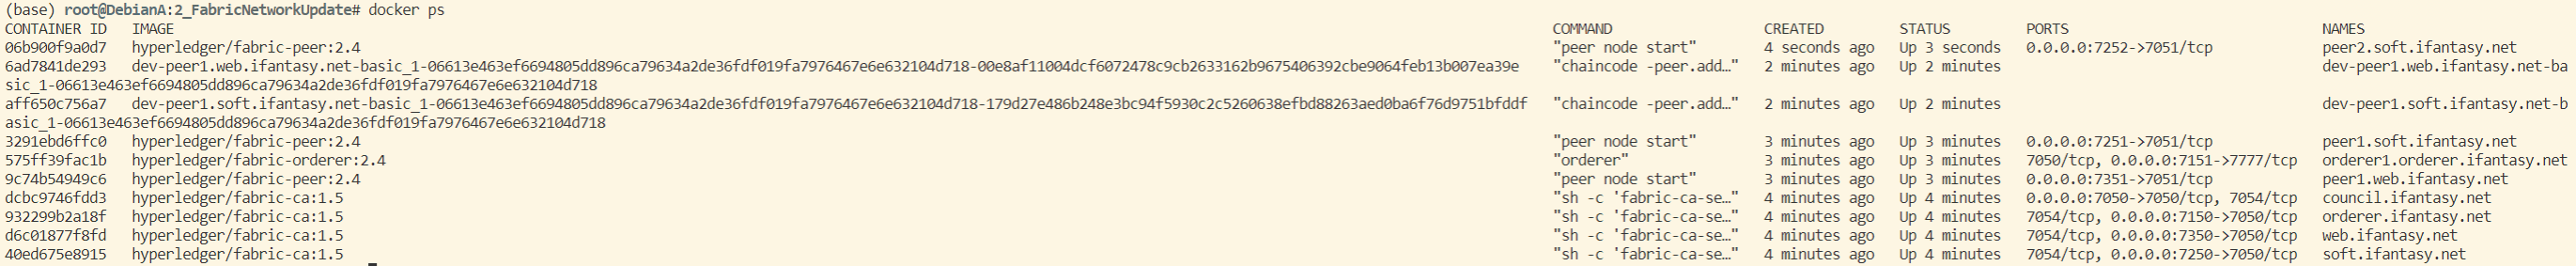 (base) root@DebianA:2_FabricNetworkUpdate# docker ps
CONTAINER ID   IMAGE   COMMAND   CREATED   STATUS   PORTS   NAMES
06b900f9a0d7   hyperledger/fabric-peer:2.4   "peer node start"   4 seconds ago   Up 3 seconds   0.0.0.0:7252->7051/tcp   peer2.soft.ifantasy.net
6ad7841de293   dev-peer1.web.ifantasy.net-basic_1-06613e463ef6694805dd896ca79634a2de36fdf019fa7976467e6e632104d718-00e8af11004dcf6072478c9cb2633162b9675406392cbe9064feb13b007ea39e   "chaincode -peer.add…"   2 minutes ago   Up 2 minutes   dev-peer1.web.ifantasy.net-ba
sic_1-06613e463ef6694805dd896ca79634a2de36fdf019fa7976467e6e632104d718
aff650c756a7   dev-peer1.soft.ifantasy.net-basic_1-06613e463ef6694805dd896ca79634a2de36fdf019fa7976467e6e632104d718-179d27e486b248e3bc94f5930c2c5260638efbd88263aed0ba6f76d9751bfddf   "chaincode -peer.add…"   2 minutes ago   Up 2 minutes   dev-peer1.soft.ifantasy.net-b
asic_1-06613e463ef6694805dd896ca79634a2de36fdf019fa7976467e6e632104d718
3291ebd6ffc0   hyperledger/fabric-peer:2.4   "peer node start"   3 minutes ago   Up 3 minutes   0.0.0.0:7251->7051/tcp   peer1.soft.ifantasy.net
575ff39fac1b   hyperledger/fabric-orderer:2.4   "orderer"   3 minutes ago   Up 3 minutes   7050/tcp, 0.0.0.0:7151->7777/tcp   orderer1.orderer.ifantasy.net
9c74b54949c6   hyperledger/fabric-peer:2.4   "peer node start"   3 minutes ago   Up 3 minutes   0.0.0.0:7351->7051/tcp   peer1.web.ifantasy.net
dcbc9746fdd3   hyperledger/fabric-ca:1.5   "sh -c 'fabric-ca-se…"   4 minutes ago   Up 4 minutes   0.0.0.0:7050->7050/tcp, 7054/tcp   council.ifantasy.net
932299b2a18f   hyperledger/fabric-ca:1.5   "sh -c 'fabric-ca-se…"   4 minutes ago   Up 4 minutes   7054/tcp, 0.0.0.0:7150->7050/tcp   orderer.ifantasy.net
d6c01877f8fd   hyperledger/fabric-ca:1.5   "sh -c 'fabric-ca-se…"   4 minutes ago   Up 4 minutes   7054/tcp, 0.0.0.0:7350->7050/tcp   web.ifantasy.net
40ed675e8915   hyperledger/fabric-ca:1.5   "sh -c 'fabric-ca-se…"   4 minutes ago   Up 4 minutes   7054/tcp, 0.0.0.0:7250->7050/tcp   soft.ifantasy.net